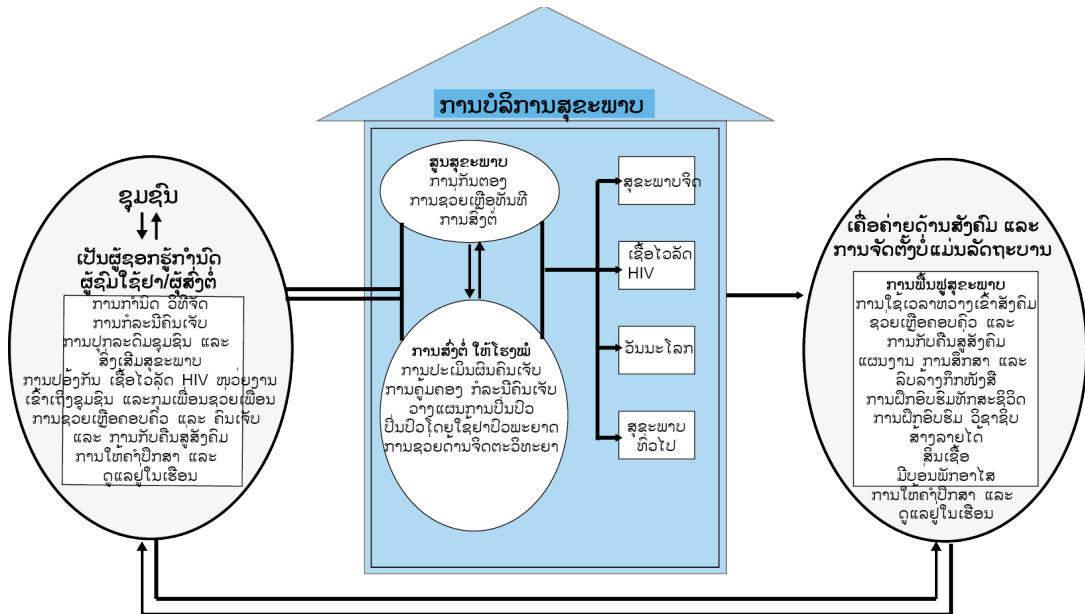 ການບໍລິການສຸຂະພາບ
ຊຸມຊົນ
ເປັນຜູ້ຊອກຮູ້ກຳນົດ
ຜູ້ຊົມໃຊ້ຢາ/ຜູ້ສົ່ງຕໍ່
ການກຳນົດ ວິທີຈັດ
ການກໍລະນີຄົນເຈັບ
ການປຸກລະດົມຊຸມຊົນ ແລະ
ສົ່ງເສີມສຸຂະພາບ
ການປ້ອງກັນ ເຊື້ອໄວລັດ HIV ໜ່ວຍງານ
ເຂົ້າເຖິງຊຸມຊົນ ແລະກຸ່ມເພື່ອນຊ່ວຍເພື່ອນ
ການຊ່ວຍເຫຼືອຄອບຄົວ ແລະ ຄົນເຈັບ
ແລະ ການກັບຄືນສູ່ສັງຄົມ
ການໃຫ້ຄຳປຶກສາ ແລະ
ດູແລຢູ່ໃນເຮືອນ
ສູນສຸຂະພາບ
ການກັນຕອງ
ການຊວ່ຍເຫຼືອທັນທີ
ການສົ່ງຕໍ່
ການສົ່ງຕໍ່ ໃຫ້ໂຮງໝໍ
ການປະເມີນຜົນຄົນເຈັບ
ການຄູ້ມຄອງ ກໍລະນີຄົນເຈັບ
ວາງແຜນການປິ່ນປົວ
ປິ່ນປົວໂດຍໃຊ້ຢາປົວພະຍາດ
ການຊ່ວຍດ້ານຈິດຕະວິທະຍາ
ສຸຂະພາບຈິດ
ເຊື້ອໄວລັດ
HIV
ວັນນະໂລກ
ສຸຂະພາບ
ທົ່ວໄປ
ເຄື່ອຄ່າຍດ້ານສັງຄົມ ແລະ
ການຈັດຕັ້ງບໍ່ແມ່ນລັດຖະບານ
ການຟື້ນຟູສຸຂະພາບ
ການໃຊ້ເວລາຫວ່າງເຂົ້າສັງຄົມ
ຊ່ວຍເຫຼືອຄອບຄົວ ແລະ
ການກັບຄືນສູ່ສັງຄົມ
ແຜນງານ ການສຶກສາ ແລະ
ລົບລ້າງກຶກໜັງສື
ການຝຶກອົບຮົມທັກສະຊິວິດ
ການຝຶກອົບຮົມ ວິຊາຊີບ
ສ້າງລາຍໄດ້
ສິນເຊື້ອ
ມີບ່ອນພັກອາໄສ
ການໃຫ້ຄຳປຶກສາ ແລະ
ດູແລຢູ່ໃນເຮືອນ